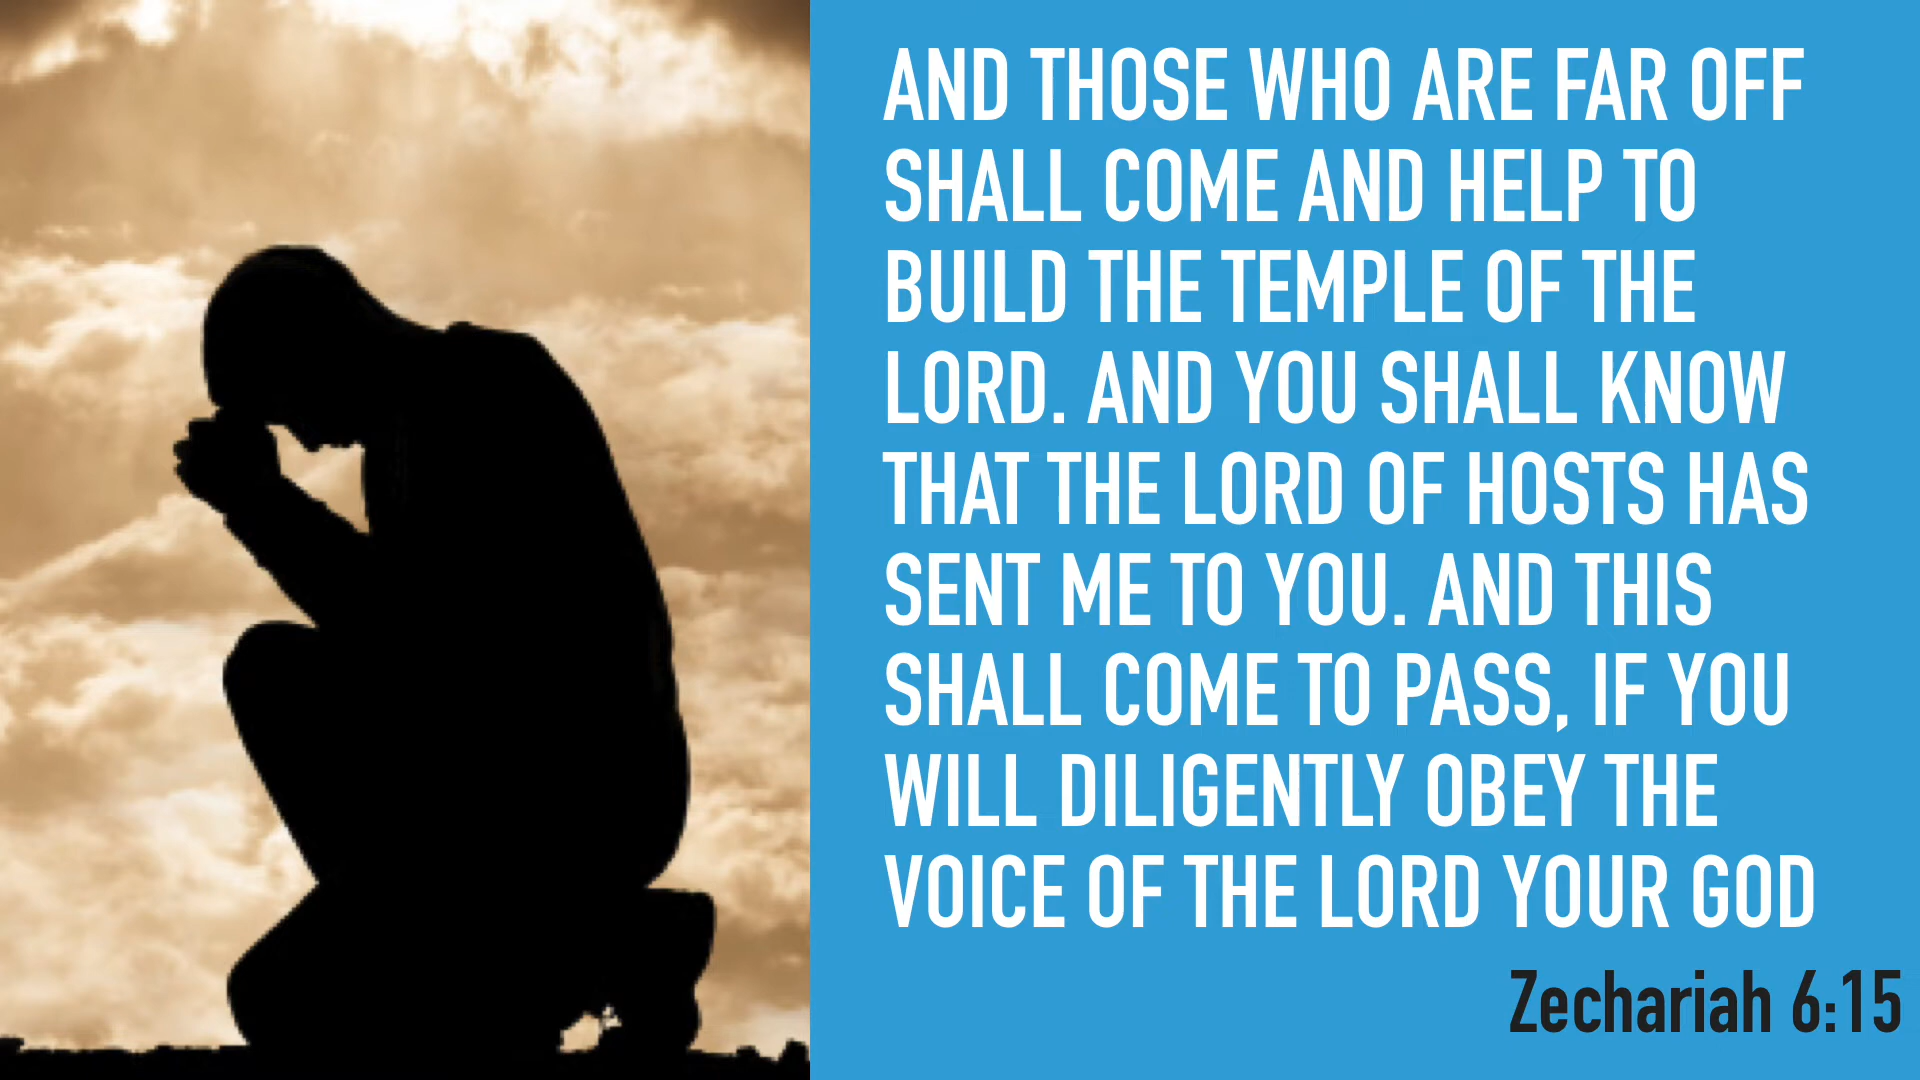 AND THOSE WHO ARE FAR OFF
SHALL COME AND HELP TO
BUILD THE TEMPLE OF THE
LORD. AND YOU SHALL KNOW
THAT THE LORD OF HOSTS HAS
SENT ME TO YOU. AND THIS
SHALL COME TO PASS, IF YOU
WILL DILIGENTLY OBEY THE
VOICE OF THE LORD YOUR GOD
Zechariah 6:15